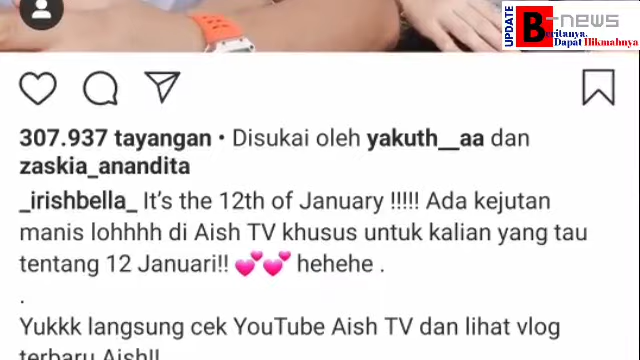 UPDATE
B-news
Beritanya, Dapat Hikmahnya
307.937 tayangan • Disukai oleh yakuth__aa dan
zaskia_anandita
_irishbella_ It’s the 12th of January !!!!! Ada kejutan
manis lohhhh di Aish TV khusus untuk kalian yang tau
tentang 12 Januari!! 💕💕 hehehe .
.
Yukkk langsung cek YouTube Aish TV dan lihat vlog
terbaru Aish!!